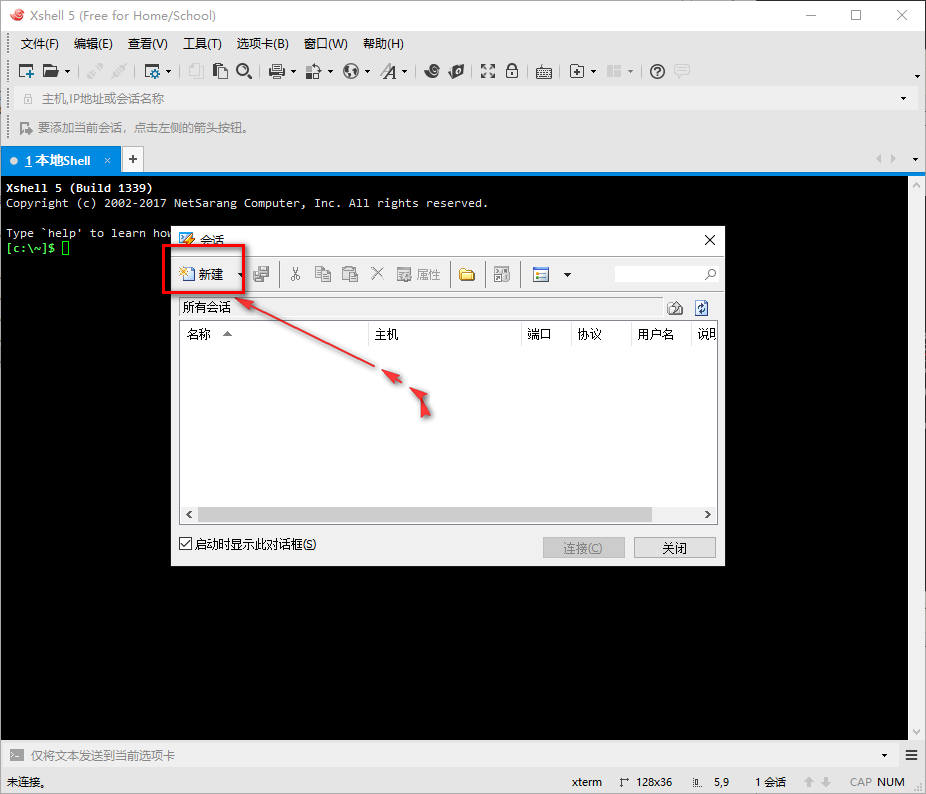 Xshell 5 (Free for Home/School)
文件(F) 编辑(E) 查看(V) 工具(T) 选项卡(B) 窗口(W) 帮助(H)
主机,IP地址或会话名称
要添加当前会话，点击左侧的箭头按钮。
1 本地Shell
Xshell 5 (Build 1339)
Copyright (c) 2002-2017 NetSarang Computer, Inc. All rights reserved.
Type `help' to learn how
[c:\~]$
会话
新建 属性
所有会话
名称 主机 端口 协议 用户名 说明
启动时显示此对话框(S)
连接(C) 关闭
仅将文本发送到当前选项卡
未连接。 xterm 128x36 5,9 1 会话 CAP NUM